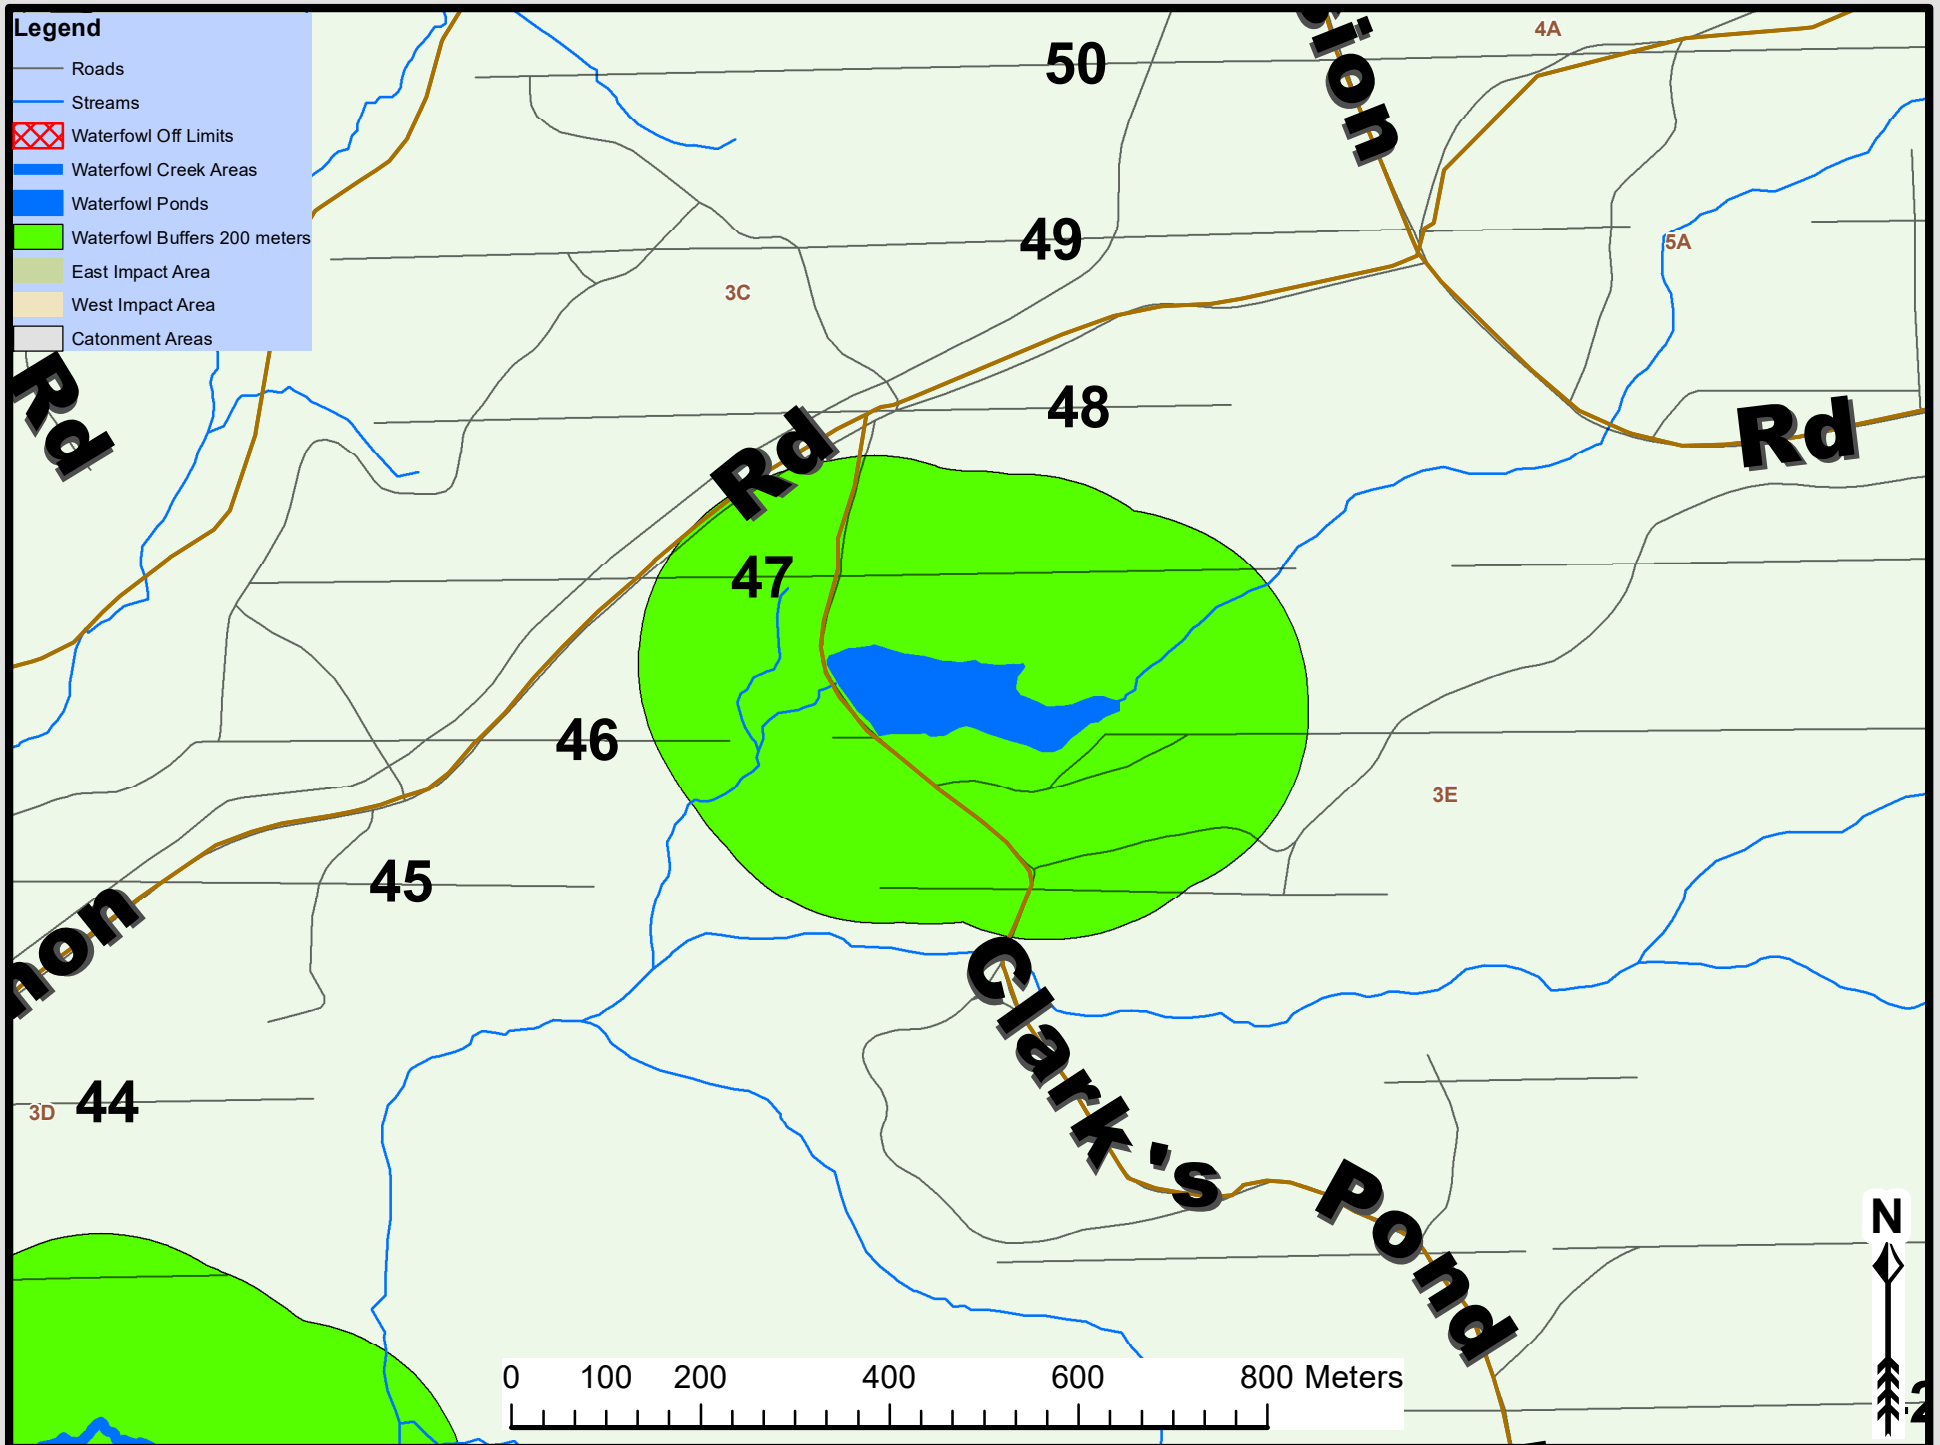 Legend
Roads
Streams
Waterfowl Off Limits
Waterfowl Creek Areas
Waterfowl Ponds
Waterfowl Buffers 200 meters
East Impact Area
West Impact Area
Catonment Areas
50
4A
49
5A
3C
48
Rd
Rd
Rd
47
46
3E
45
Clark's Pond
44
3D
N
0 100 200 400 600 800 Meters